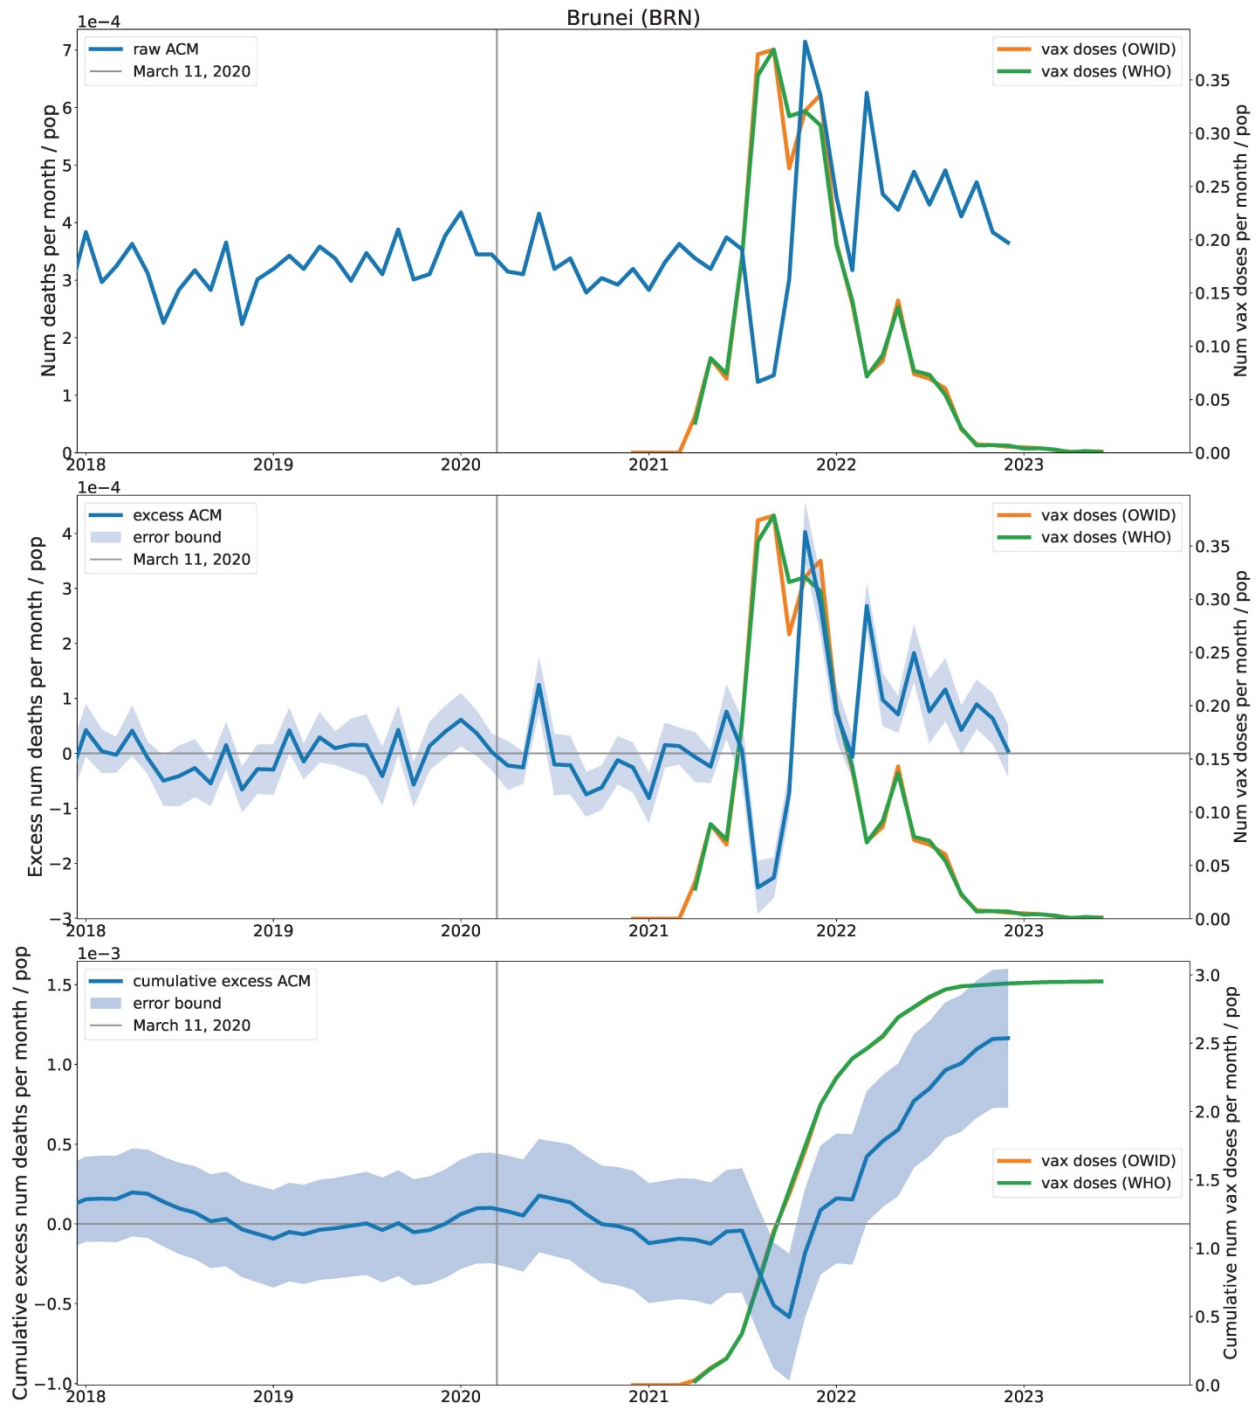 Brunei (BRN)
1e−4
raw ACM
March 11, 2020
vax doses (OWID)
vax doses (WHO)
Num deaths per month / pop
7
6
5
4
3
2
1
0
Num vax doses per month / pop
0.35
0.30
0.25
0.20
0.15
0.10
0.05
0.00
2018 2019 2020 2021 2022 2023
1e−4
excess ACM
error bound
March 11, 2020
vax doses (OWID)
vax doses (WHO)
Excess num deaths per month / pop
4
3
2
1
0
−1
−2
−3
Num vax doses per month / pop
0.35
0.30
0.25
0.20
0.15
0.10
0.05
0.00
2018 2019 2020 2021 2022 2023
1e−3
cumulative excess ACM
error bound
March 11, 2020
vax doses (OWID)
vax doses (WHO)
Cumulative excess num deaths per month / pop
1.5
1.0
0.5
0.0
−0.5
−1.0
Cumulative num vax doses per month / pop
3.0
2.5
2.0
1.5
1.0
0.5
0.0
2018 2019 2020 2021 2022 2023